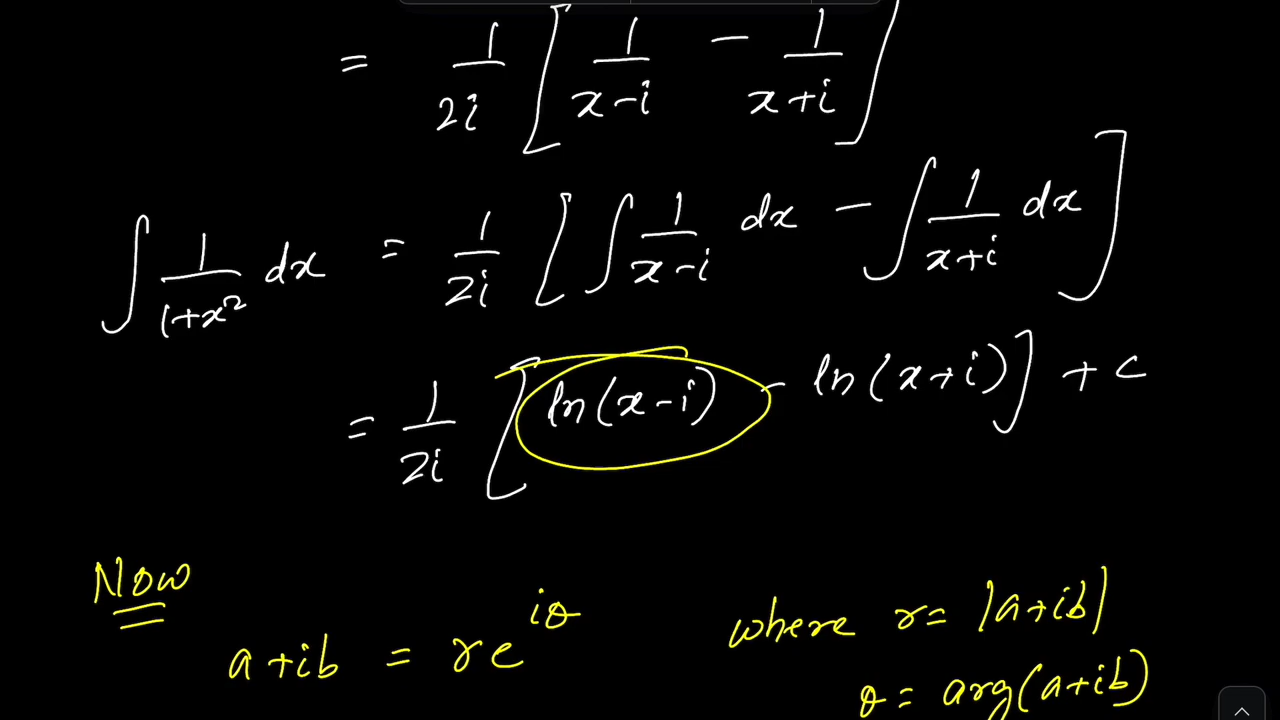 = 1/2i [ 1/x-i - 1/x+i ]
∫ 1/1+x² dx = 1/2i [ ∫ 1/x-i dx - ∫ 1/x+i dx ]
= 1/2i [ ln(x-i) - ln(x+i) ] + c
Now
a+ib = re^iθ where r= |a+ib|
θ = arg(a+ib)